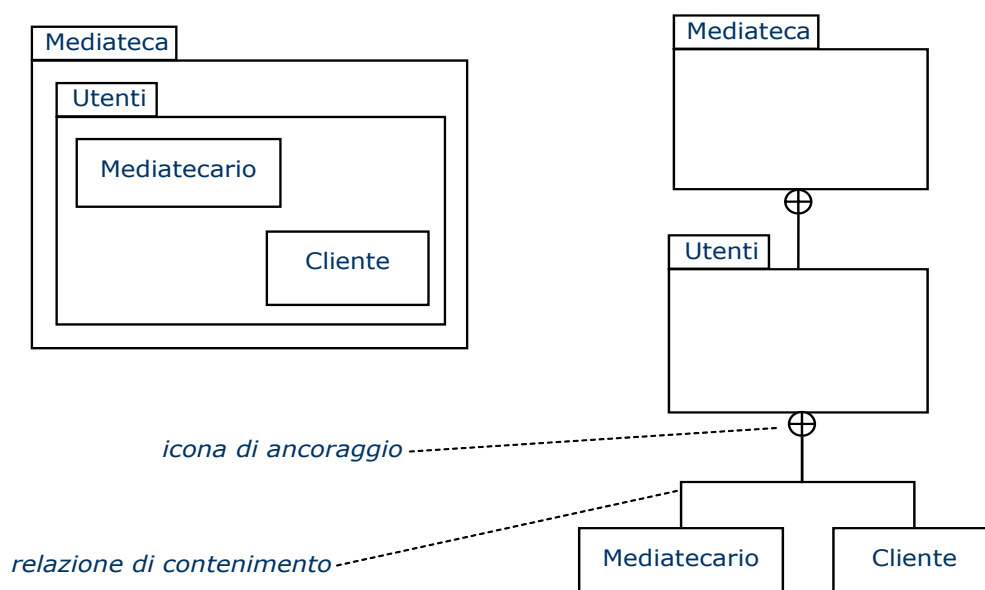 Mediateca
Utenti
Mediatecario
Cliente
Mediateca
Utenti
icona di ancoraggio
relazione di contenimento
Mediatecario
Cliente